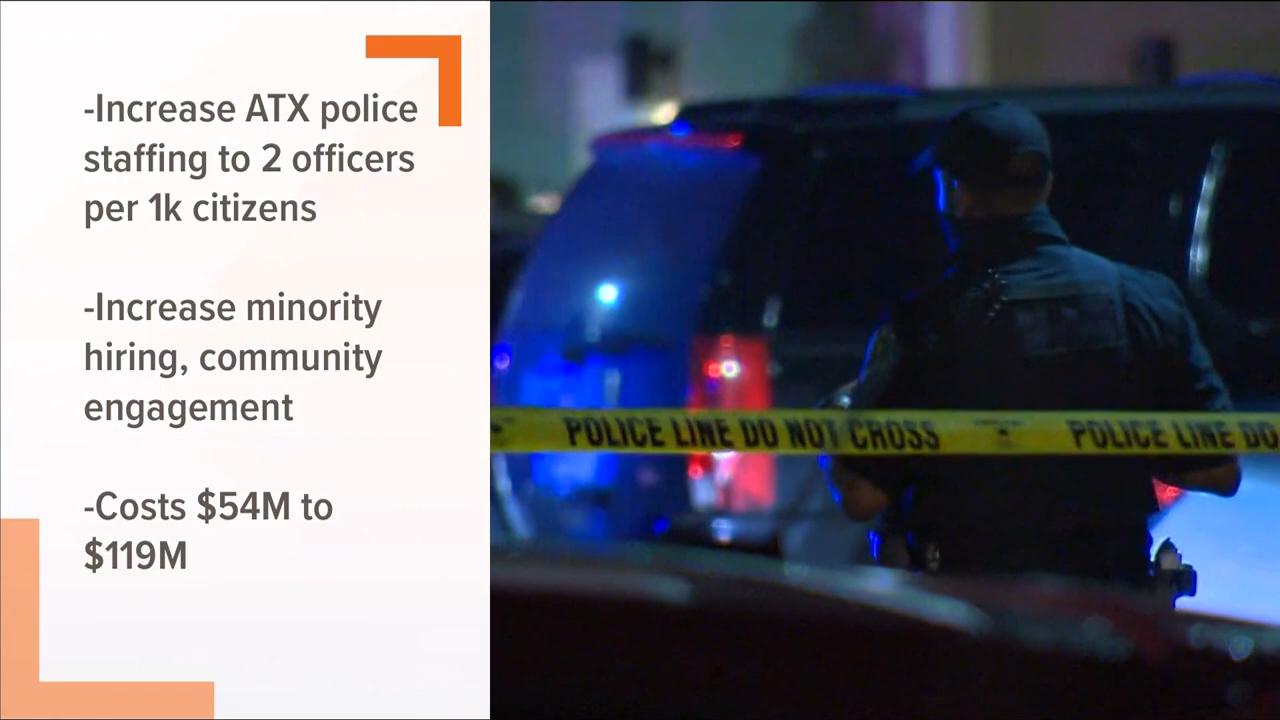 -Increase ATX police
staffing to 2 officers
per 1k citizens
-Increase minority
hiring, community
engagement
-Costs $54M to
$119M
POLICE LINE DO NOT CROSS POLICE LINE DO